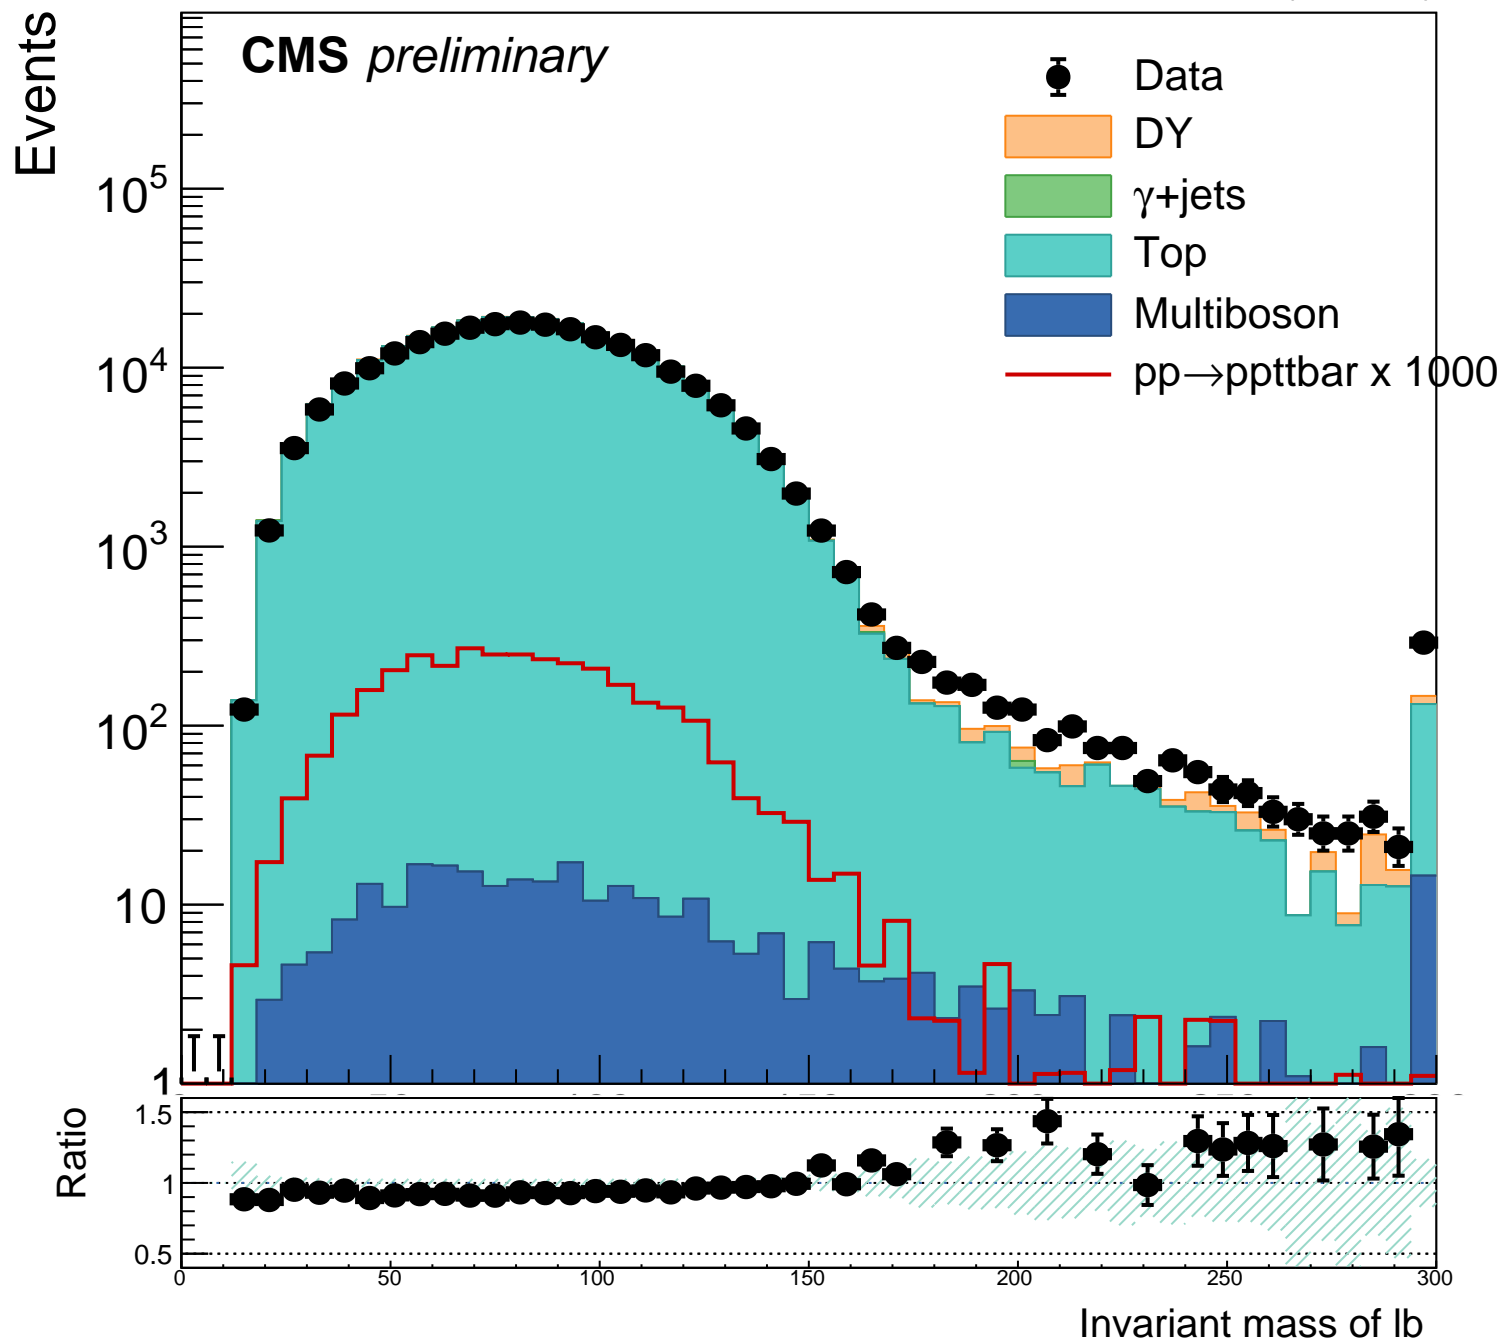 CMS preliminary
Events
Data
DY
γ+jets
Top
Multiboson
pp→ppttbar x 1000
10^5
10^4
10^3
10^2
10
1
Ratio
1.5
1
0.5
0 50 100 150 200 250 300
Invariant mass of lb